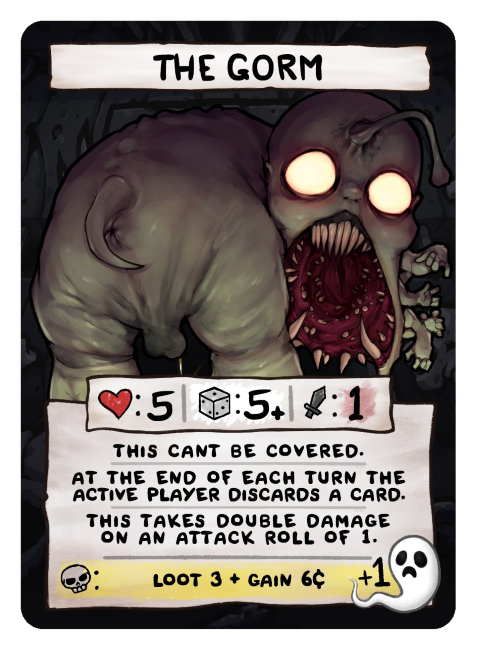 THE GORM
:5 :5+ :1
THIS CANT BE COVERED.
AT THE END OF EACH TURN THE
ACTIVE PLAYER DISCARDS A CARD.
THIS TAKES DOUBLE DAMAGE
ON AN ATTACK ROLL OF 1.
: LOOT 3 + GAIN 6¢ +1